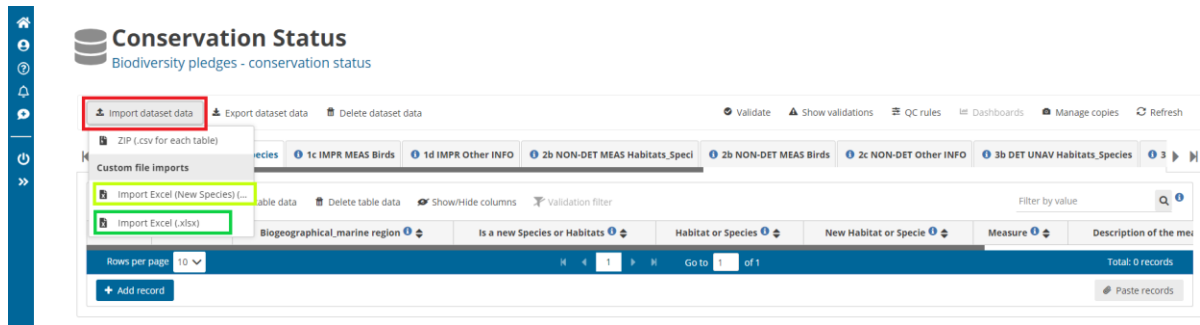 Conservation Status
Biodiversity pledges - conservation status
Import dataset data Export dataset data Delete dataset data Validate Show validations QC rules Dashboards Manage copies Refresh
ZIP (.csv for each table)
ecies 1c IMPR MEAS Birds 1d IMPR Other INFO 2b NON-DET MEAS Habitats_Speci 2b NON-DET MEAS Birds 2c NON-DET Other INFO 3b DET UNAV Habitats_Species 3
Custom file imports
Import Excel (New Species) (... able data Delete table data Show/Hide columns Validation filter Filter by value
Import Excel (.xlsx)
Biogeographical_marine region Is a new Species or Habitats Habitat or Species New Habitat or Specie Measure Description of the mea
Rows per page 10 1 Go to 1 of 1 Total: 0 records
+ Add record Paste records